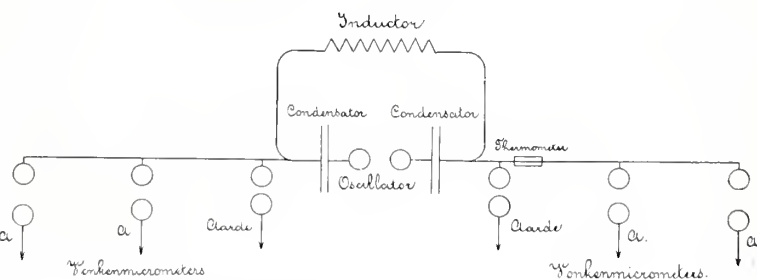 Inductor
Condensator Condensator
Thermometer
Oscillator
A A Aarde Aarde A. A
Vonkenmicrometers Vonkenmicrometers.